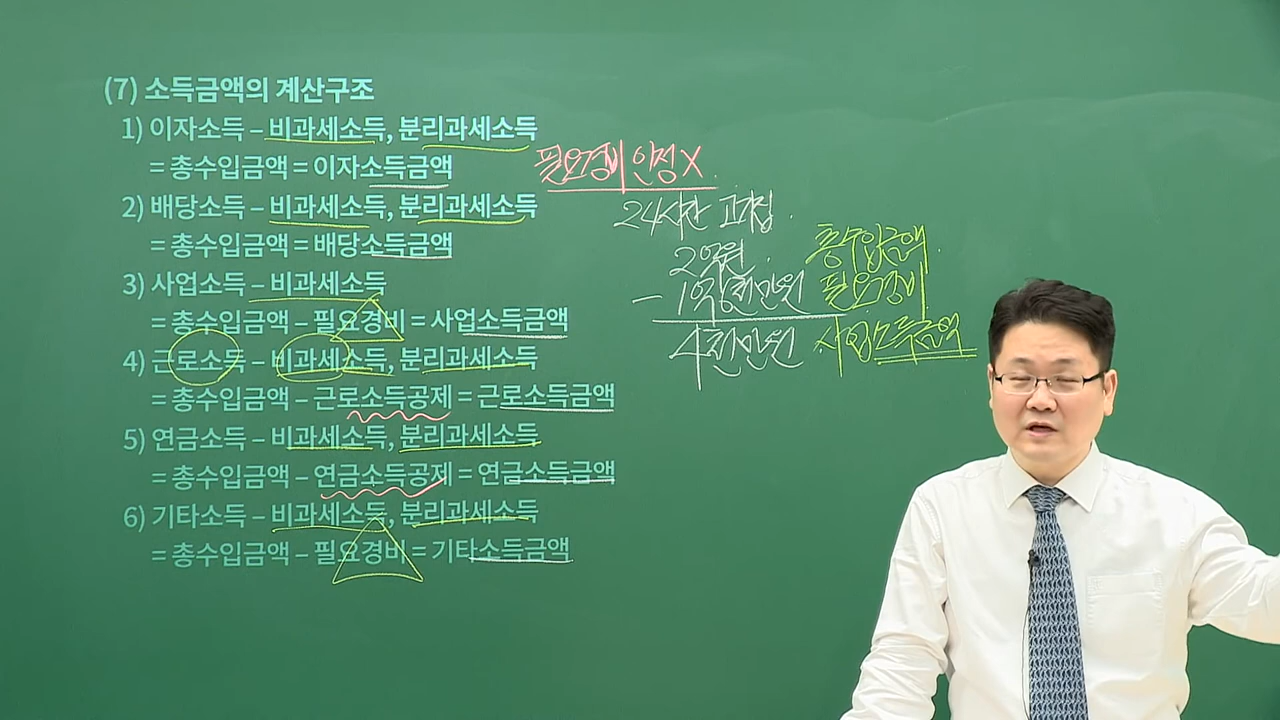 (7) 소득금액의 계산구조
1) 이자소득 – 비과세소득, 분리과세소득
= 총수입금액 = 이자소득금액
필요경비 인정 X
2) 배당소득 – 비과세소득, 분리과세소득
24시간 고기집
= 총수입금액 = 배당소득금액
2억원 총수입금액
3) 사업소득 – 비과세소득
– 1억 천만원 필요경비
= 총수입금액 – 필요경비 = 사업소득금액
4천만원 사업소득금액
4) 근로소득 – 비과세소득, 분리과세소득
= 총수입금액 – 근로소득공제 = 근로소득금액
5) 연금소득 – 비과세소득, 분리과세소득
= 총수입금액 – 연금소득공제 = 연금소득금액
6) 기타소득 – 비과세소득, 분리과세소득
= 총수입금액 – 필요경비 = 기타소득금액